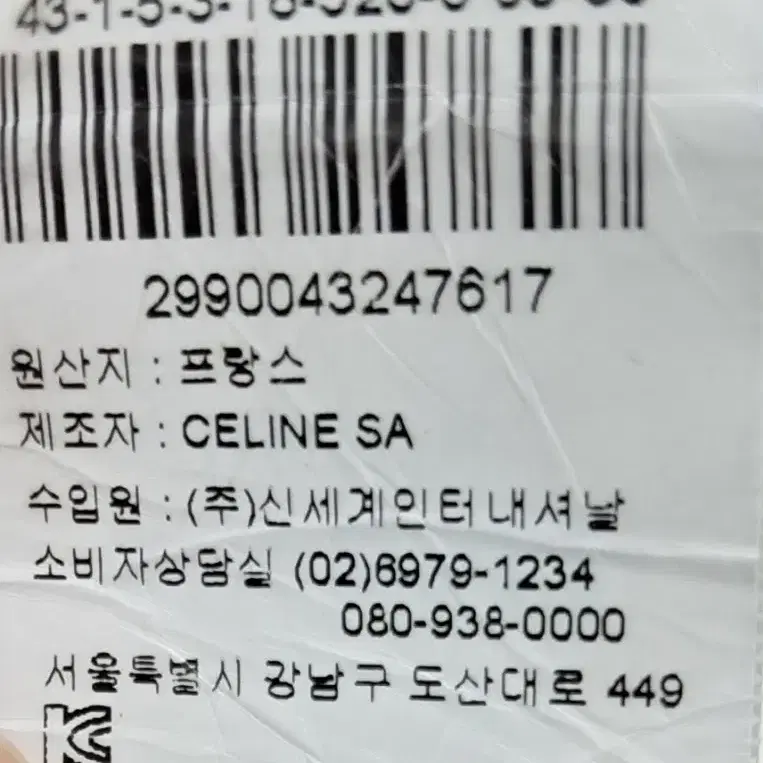 2990043247617
원산지 : 프랑스
제조자 : CELINE SA
수입원 : (주)신세계인터내셔날
소비자상담실 (02)6979-1234
080-938-0000
서울특별시 강남구 도산대로 449